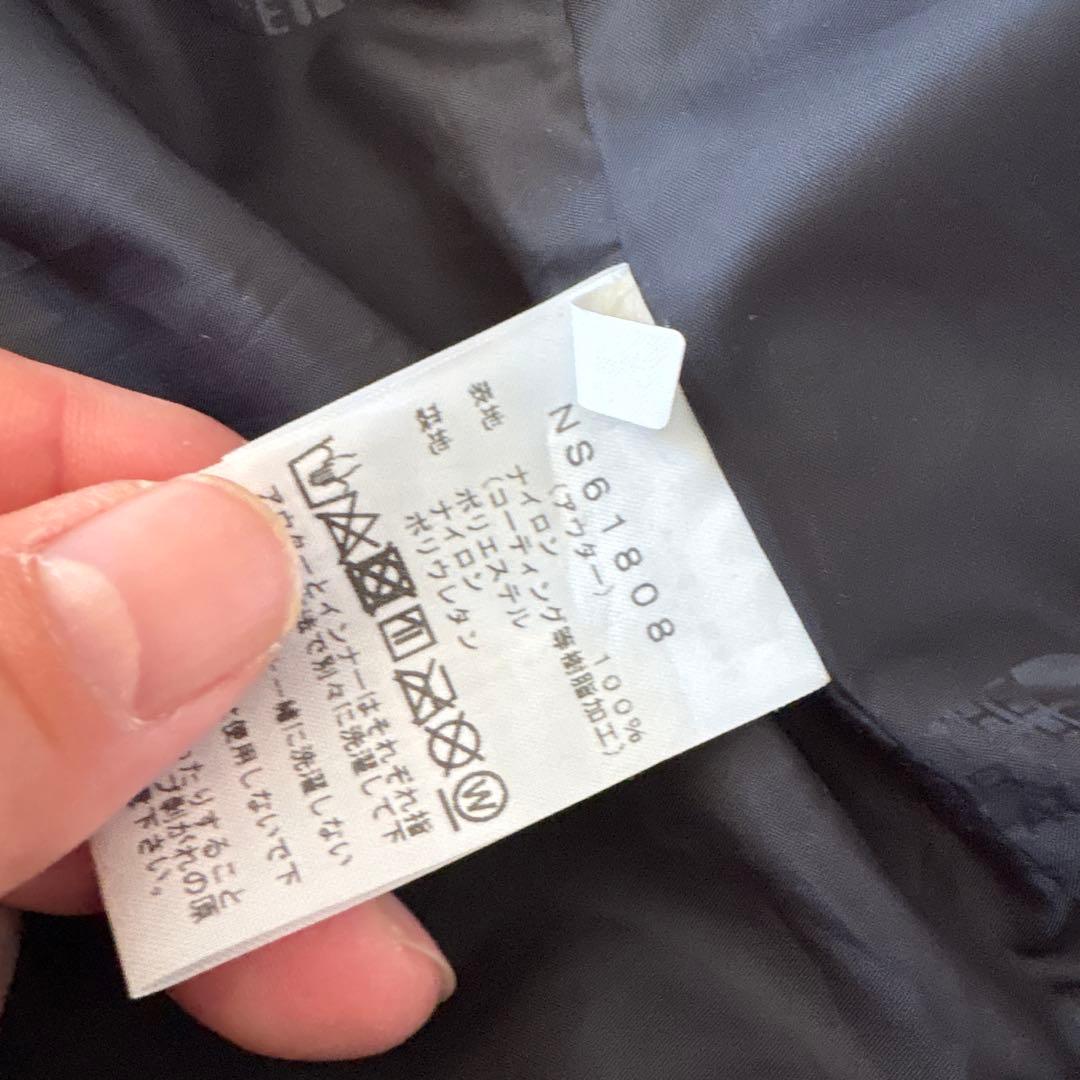 NS61808
(アウター)
表地 ナイロン 100%
(コーティング等樹脂加工)
裏地 ポリエステル
ナイロン
ポリウレタン
W
アウターとインナーはそれぞれ指
で別々に洗濯して下
一緒に洗濯しない
使用しないで下
たりすること
剥がれの原
下さい。